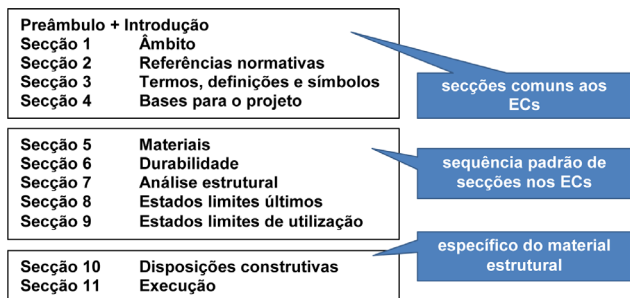 Preâmbulo + Introdução
Secção 1 Âmbito
Secção 2 Referências normativas
Secção 3 Termos, definições e símbolos
Secção 4 Bases para o projeto
secções comuns aos
ECs
Secção 5 Materiais
Secção 6 Durabilidade
Secção 7 Análise estrutural
Secção 8 Estados limites últimos
Secção 9 Estados limites de utilização
sequência padrão de
secções nos ECs
Secção 10 Disposições construtivas
Secção 11 Execução
específico do material
estrutural